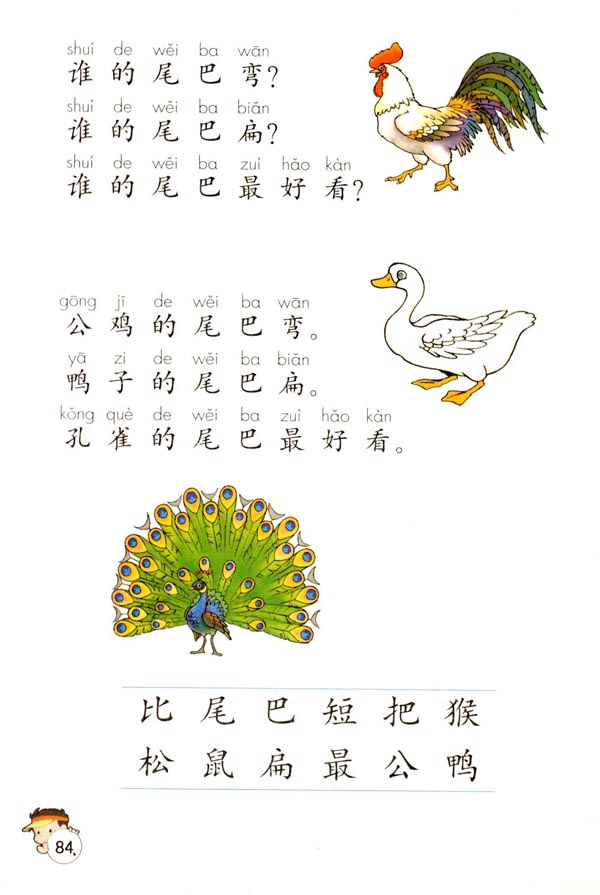 shuí de wěi ba wān
谁的尾巴弯?
shuí de wěi ba biǎn
谁的尾巴扁?
shuí de wěi ba zuì hǎo kàn
谁的尾巴最好看?
gōng jī de wěi ba wān
公鸡的尾巴弯。
yā zi de wěi ba biǎn
鸭子的尾巴扁。
kǒng què de wěi ba zuì hǎo kàn
孔雀的尾巴最好看。
比尾巴短把猴
松鼠扁最公鸭
84